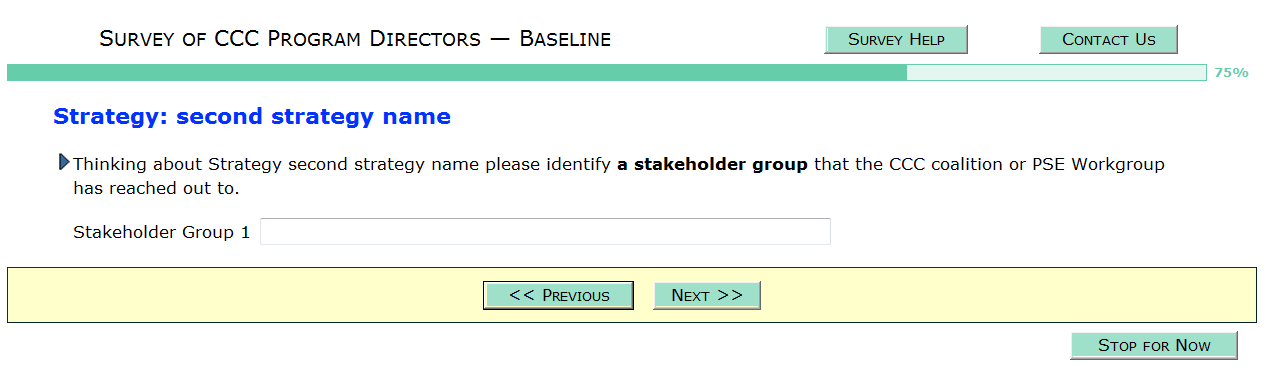 Survey of CCC Program Directors — Baseline
Survey Help
Contact Us
75%
Strategy: second strategy name
Thinking about Strategy second strategy name please identify a stakeholder group that the CCC coalition or PSE Workgroup
has reached out to.
Stakeholder Group 1
<< Previous
Next >>
Stop for Now